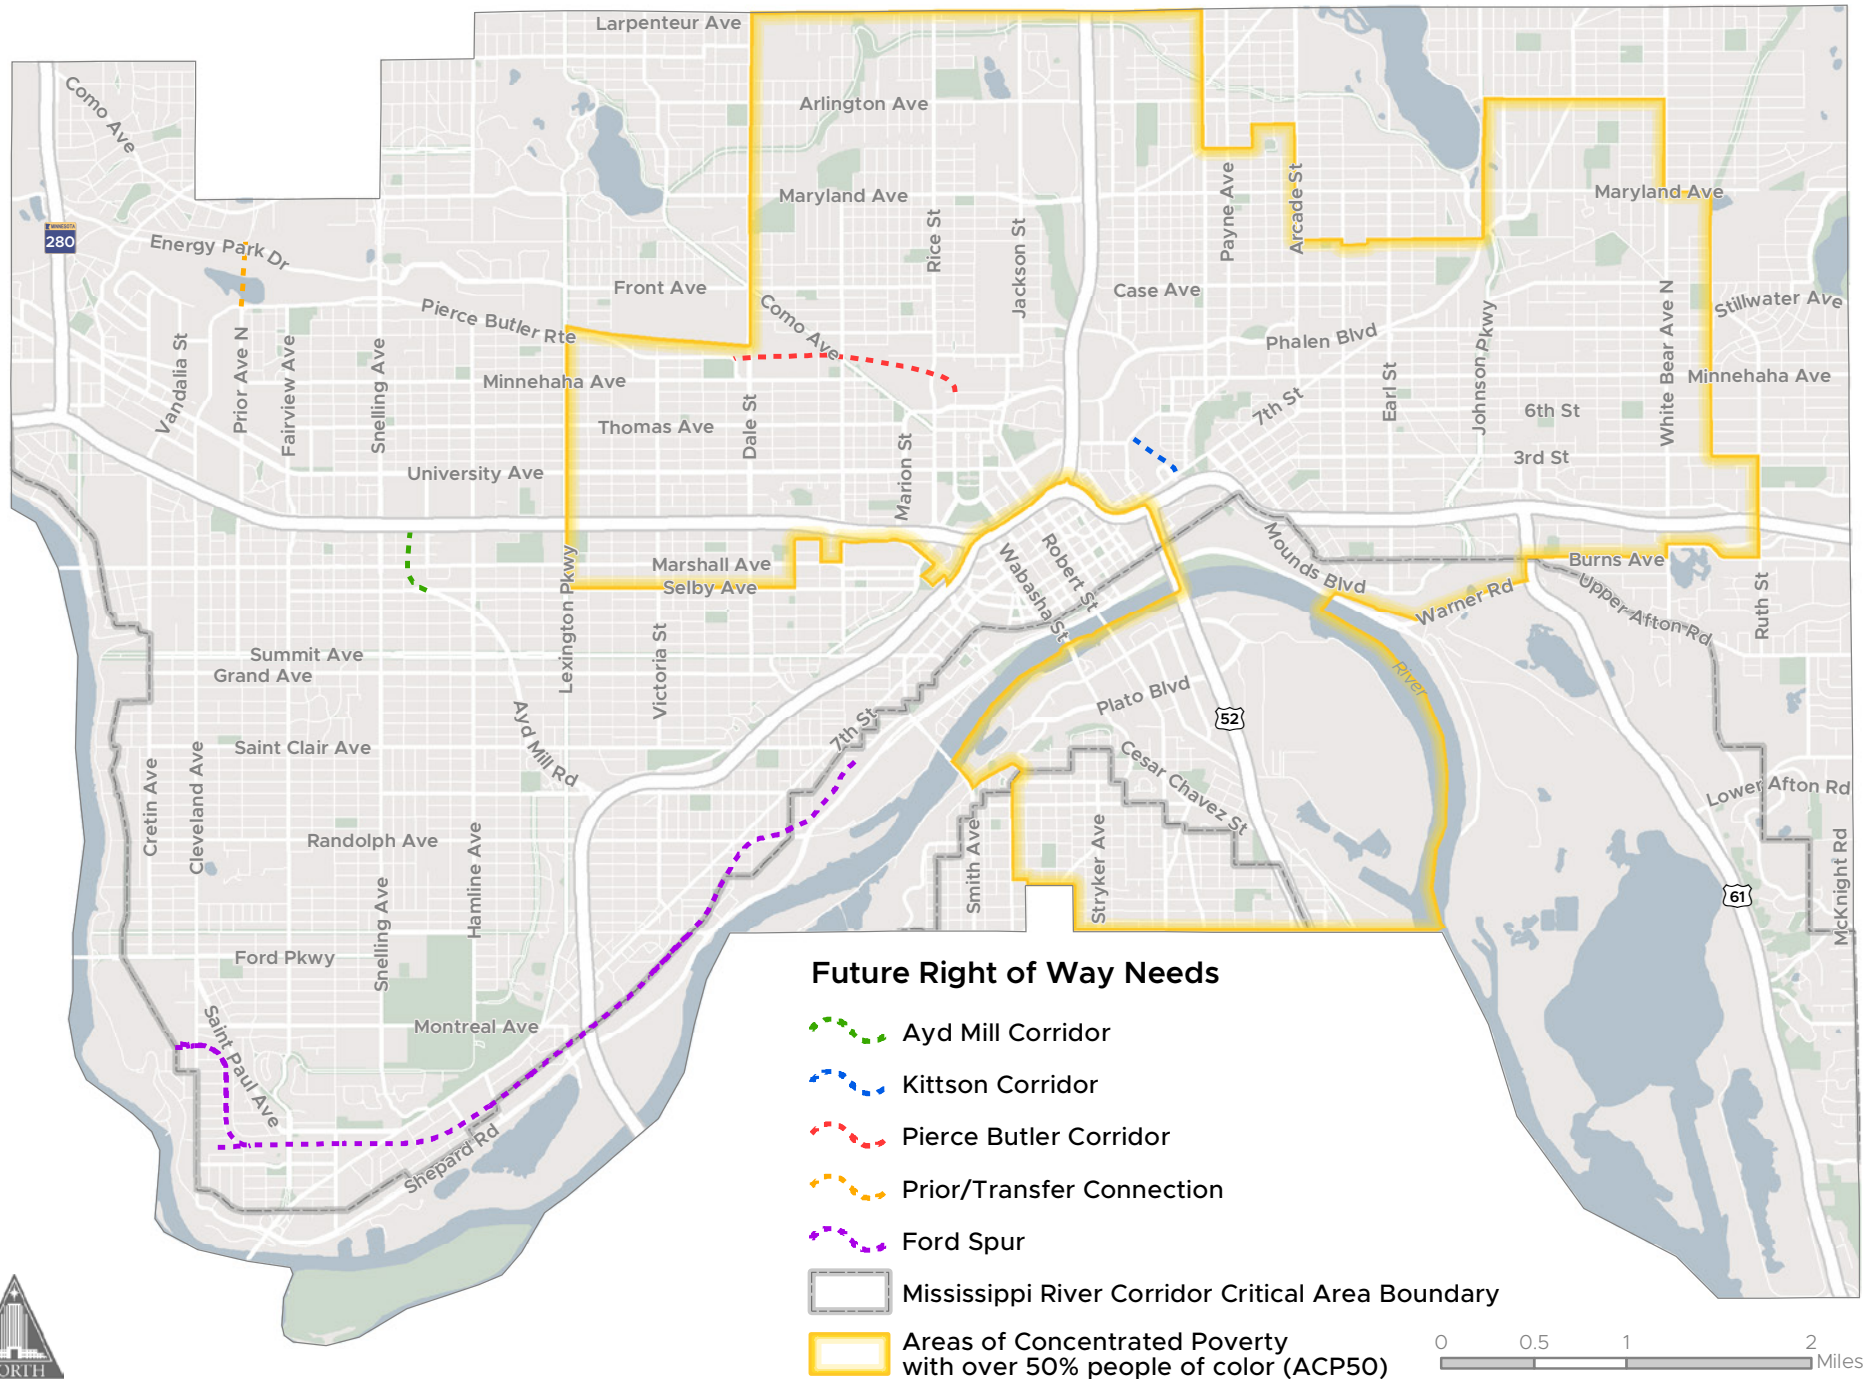 Larpenteur Ave
Como Ave
Arlington Ave
Maryland Ave
Maryland Ave
Payne Ave
Arcade St
Rice St
Jackson St
MINNESOTA
280
Energy Park Dr
Front Ave
Case Ave
Como Ave
Stillwater Ave
Pierce Butler Rte
Phalen Blvd
Johnson Pkwy
White Bear Ave N
Vandalia St
Prior Ave N
Fairview Ave
Snelling Ave
Minnehaha Ave
Minnehaha Ave
Earl St
7th St
6th St
Thomas Ave
Dale St
Marion St
3rd St
University Ave
Marshall Ave
Selby Ave
Lexington Pkwy
Robert St
Wabasha St
Mounds Blvd
Burns Ave
Warner Rd
Upper Afton Rd
Ruth St
Summit Ave
Grand Ave
Victoria St
River
Plato Blvd
52
Ayd Mill Rd
7th St
Saint Clair Ave
Cesar Chavez St
Cretin Ave
Cleveland Ave
Lower Afton Rd
Randolph Ave
Hamline Ave
Smith Ave
Stryker Ave
McKnight Rd
61
Snelling Ave
Ford Pkwy
Saint Paul Ave
Montreal Ave
Shepard Rd
Future Right of Way Needs
Ayd Mill Corridor
Kittson Corridor
Pierce Butler Corridor
Prior/Transfer Connection
Ford Spur
Mississippi River Corridor Critical Area Boundary
Areas of Concentrated Poverty
with over 50% people of color (ACP50)
0 0.5 1 2
Miles